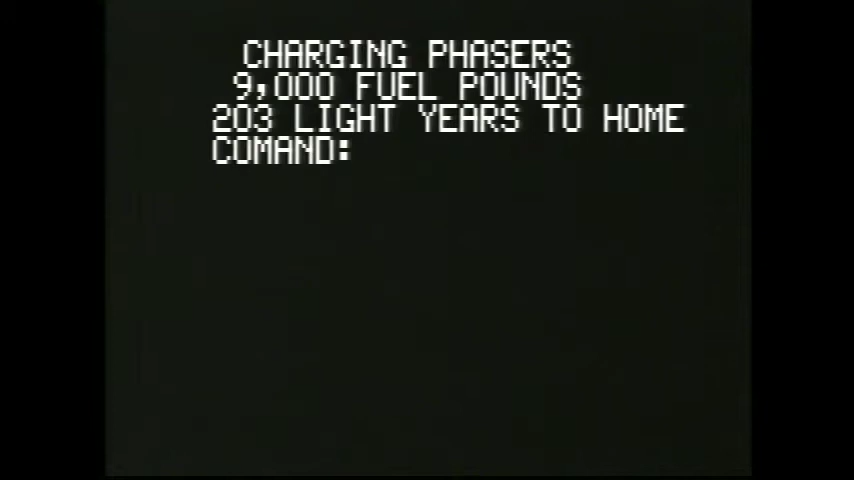 CHARGING PHASERS
9,000 FUEL POUNDS
203 LIGHT YEARS TO HOME
COMAND: